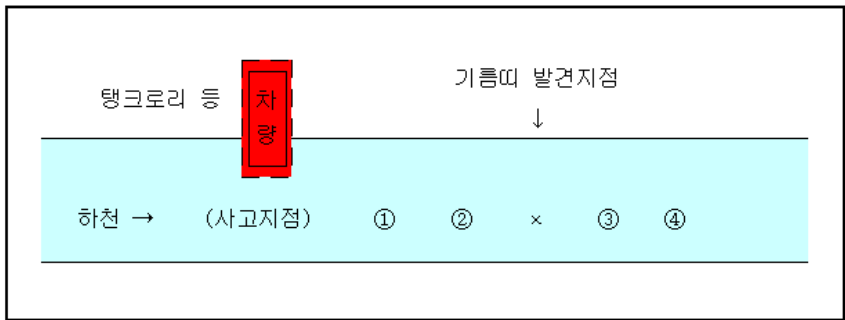 기름띠 발견지점
탱크로리 등
차량
↓
하천 → (사고지점) ① ② × ③ ④